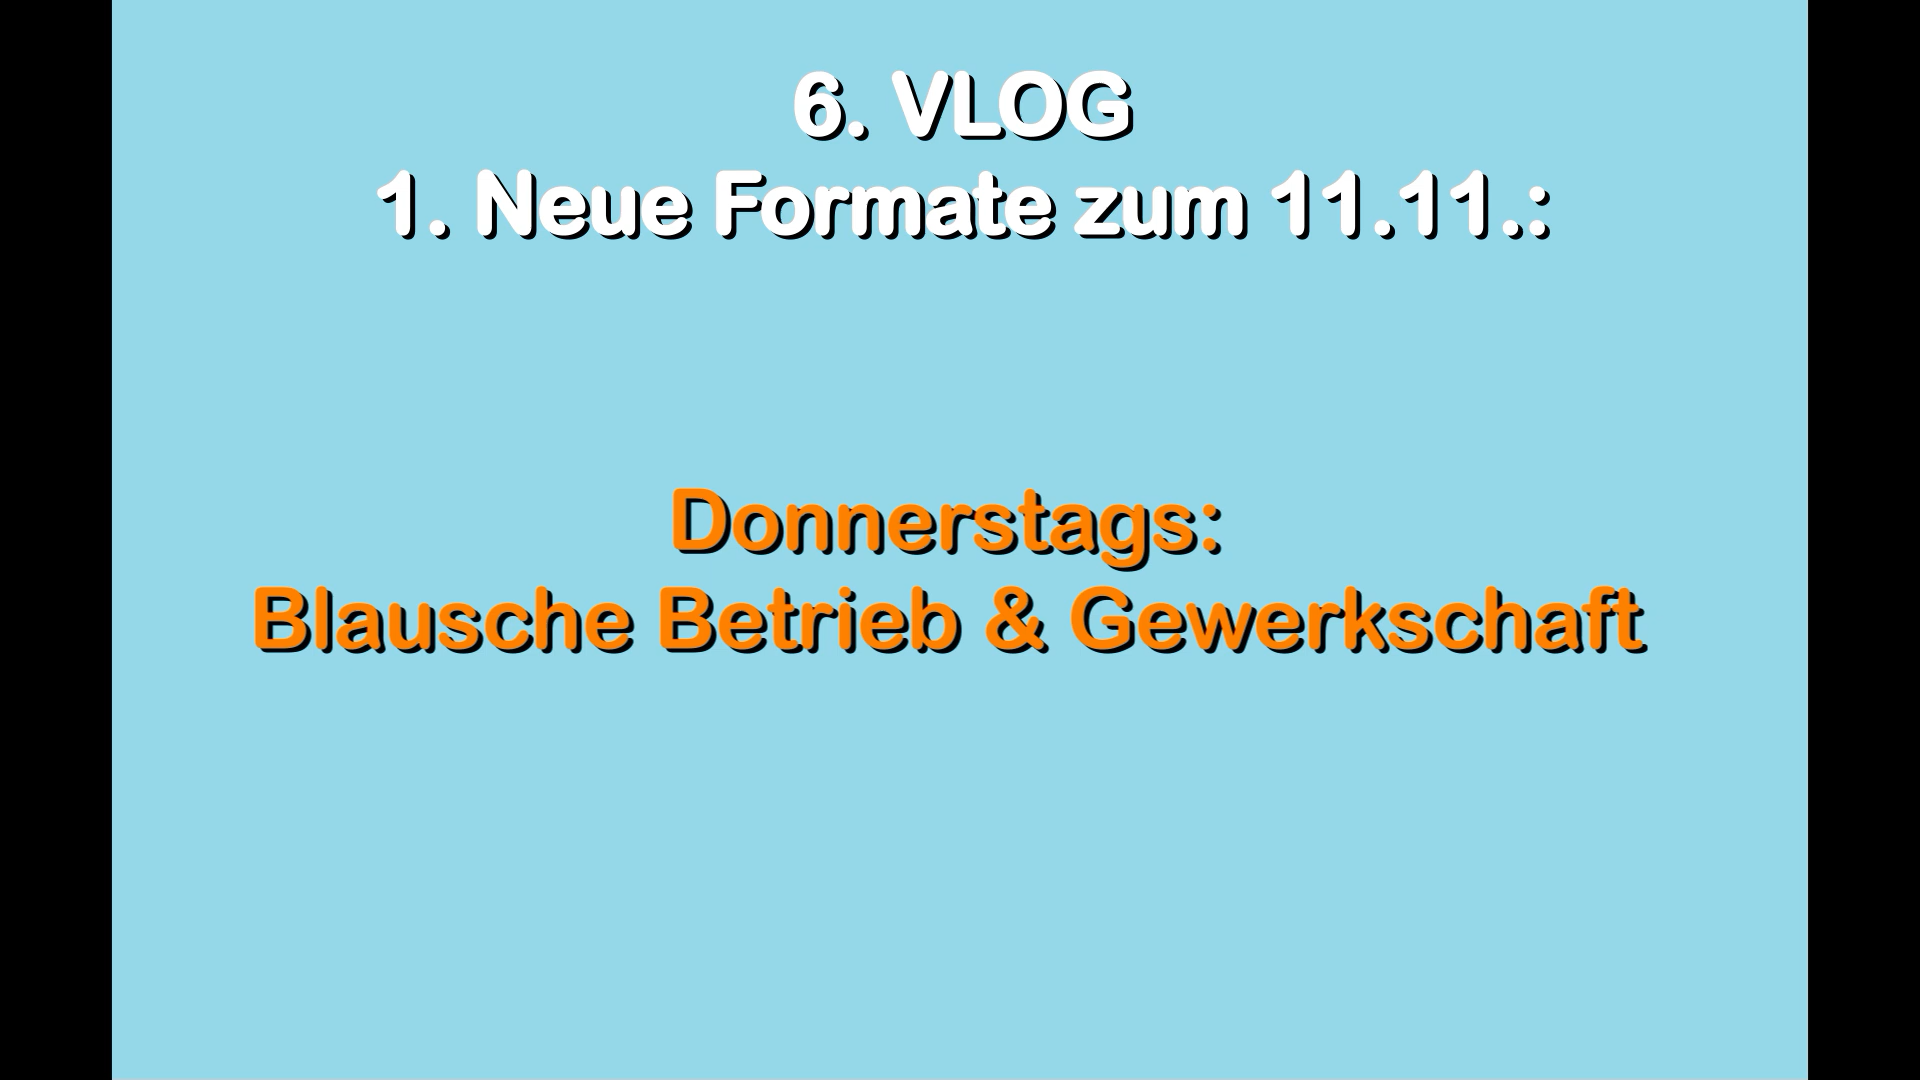 6. VLOG
1. Neue Formate zum 11.11.:
Donnerstags:
Blausche Betrieb & Gewerkschaft